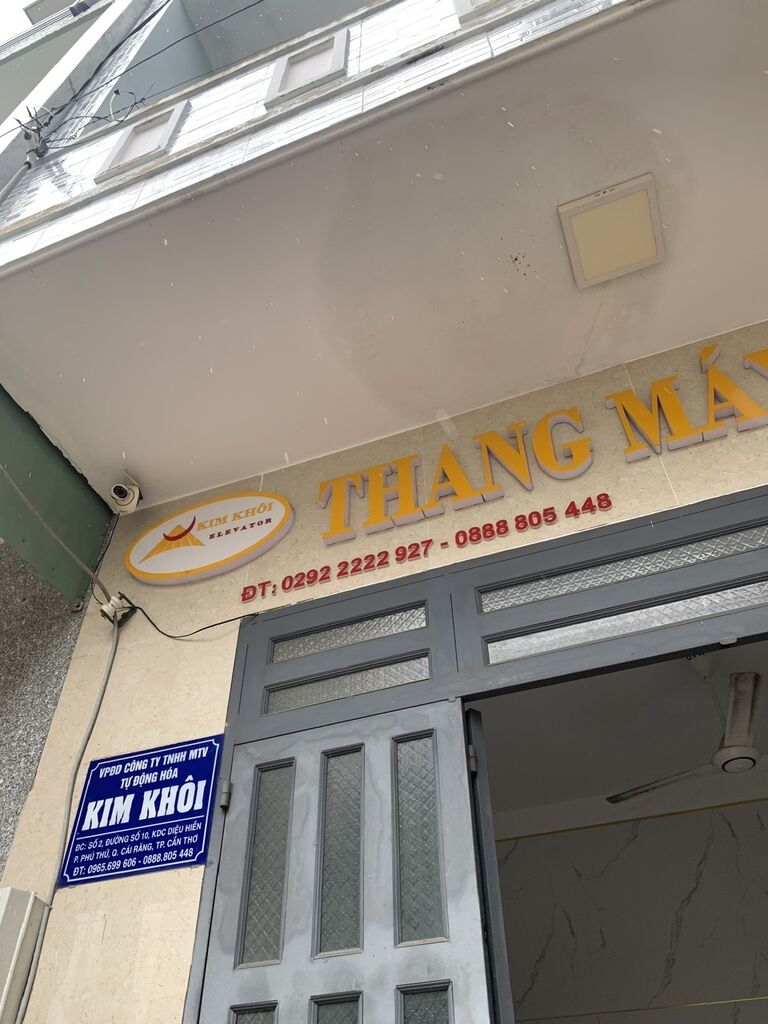 KIM KHÔI
ELEVATOR
THANG MÁY
ĐT: 0292 2222 927 - 0888 805 448
VPĐD CÔNG TY TNHH MTV
TỰ ĐỘNG HÓA
KIM KHÔI
ĐC: SỐ 2, ĐƯỜNG SỐ 10, KDC DIỆU HIỀN
P. PHÚ THỨ, Q. CÁI RĂNG, TP. CẦN THƠ
ĐT: 0965.699 606 - 0888.805 448